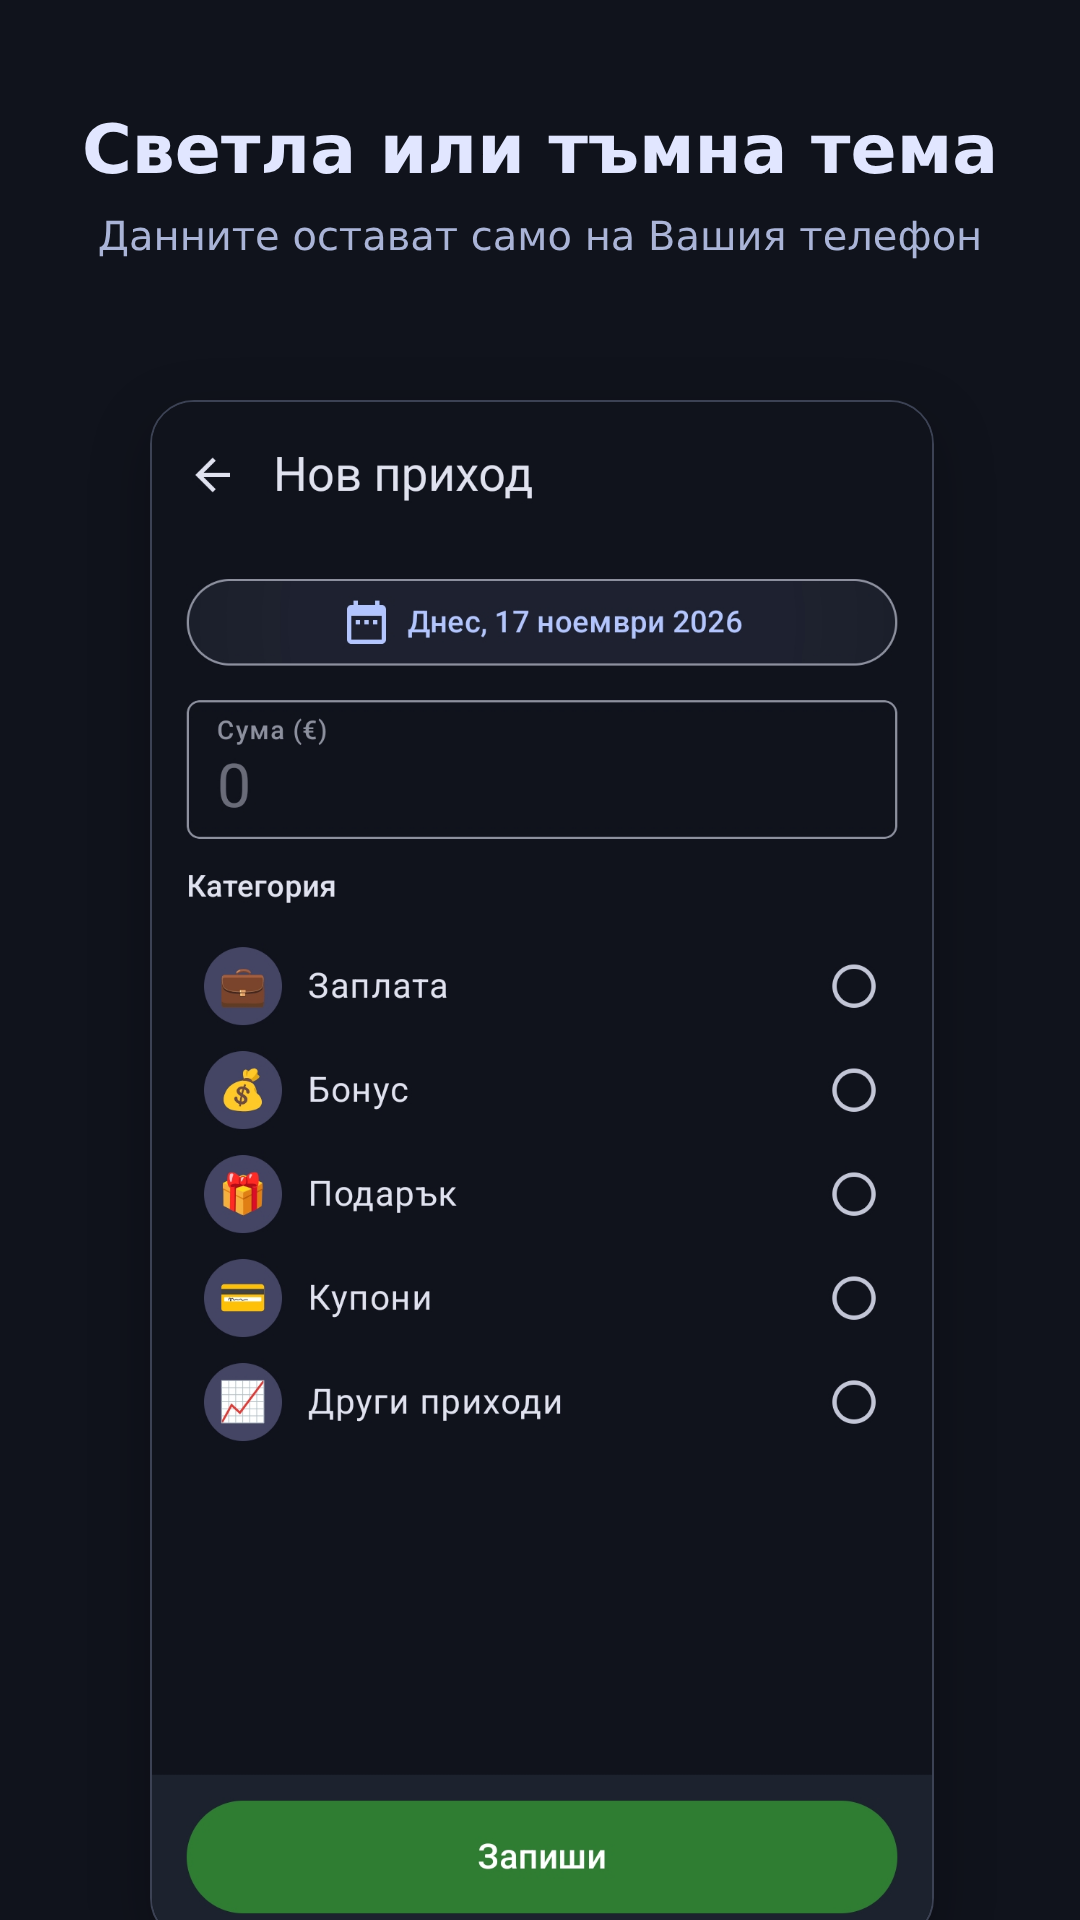 Светла или тъмна тема
Данните остават само на Вашия телефон
Нов приход
Днес, 17 ноември 2026
Сума (€)
0
Категория
Заплата
Бонус
Подарък
Купони
Други приходи
Запиши